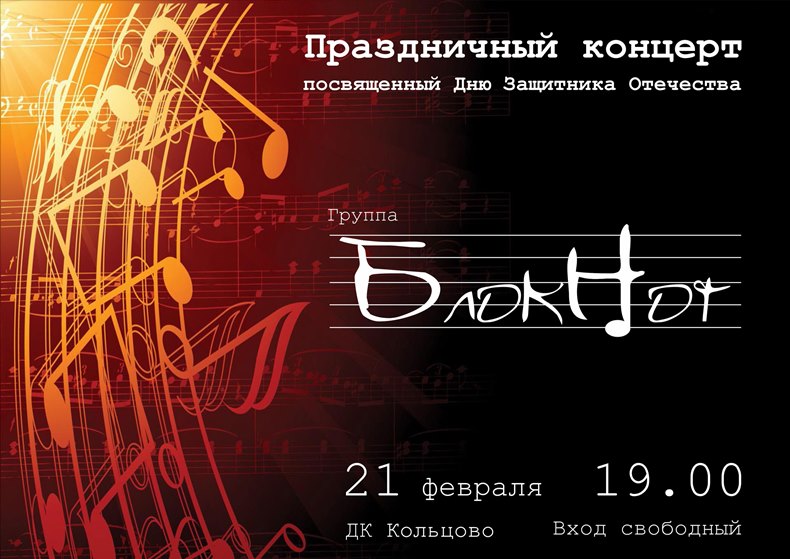 Праздничный концерт
посвященный Дню Защитника Отечества
Группа
БлокНот
21 февраля 19.00
ДК Кольцово Вход свободный